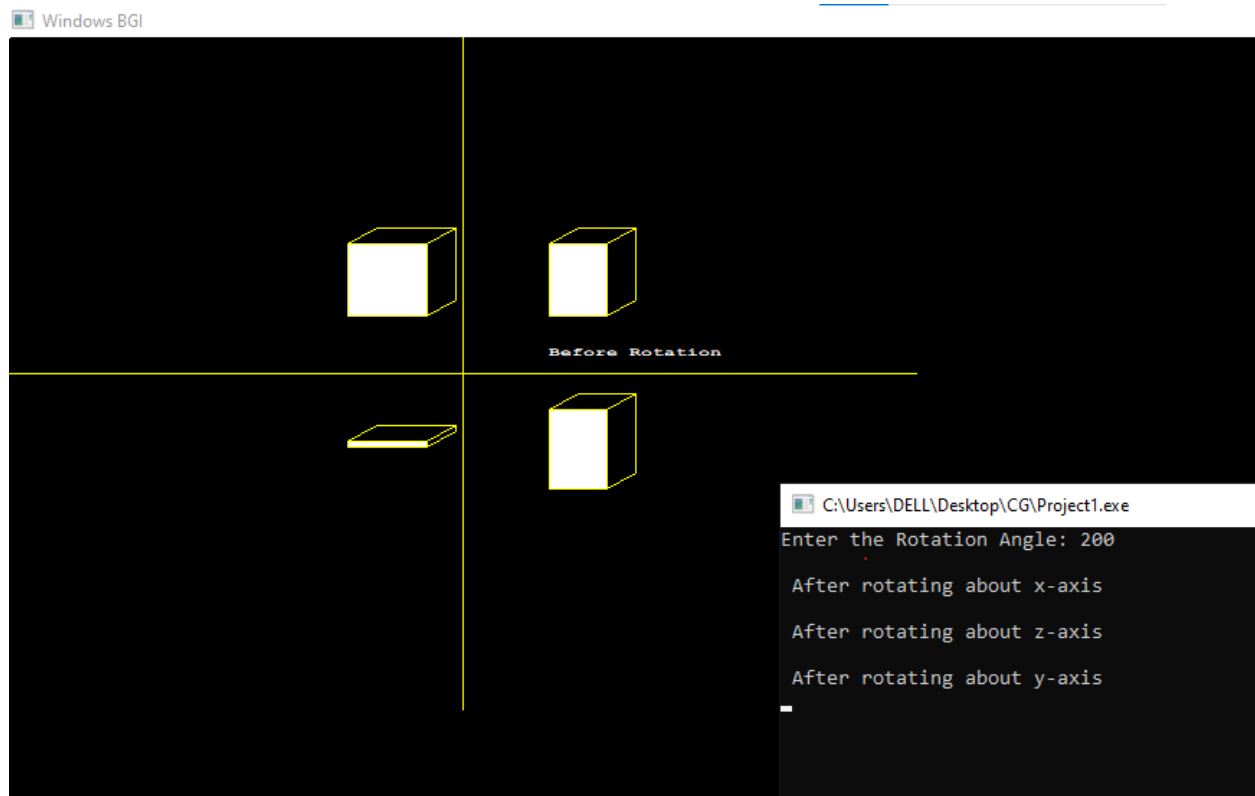 Windows BGI
Before Rotation
C:\Users\DELL\Desktop\CG\Project1.exe
Enter the Rotation Angle: 200
After rotating about x-axis
After rotating about z-axis
After rotating about y-axis